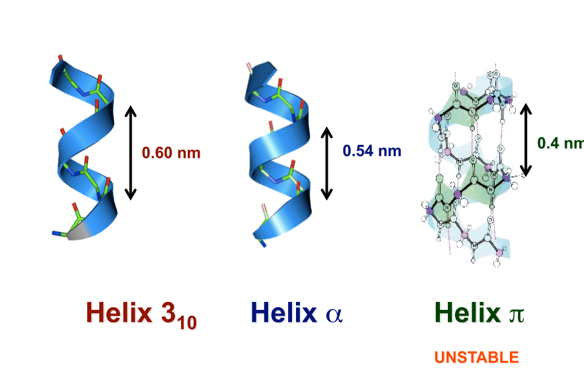 0.60 nm
0.54 nm
0.4 nm
Helix 3₁₀
Helix α
Helix π
UNSTABLE